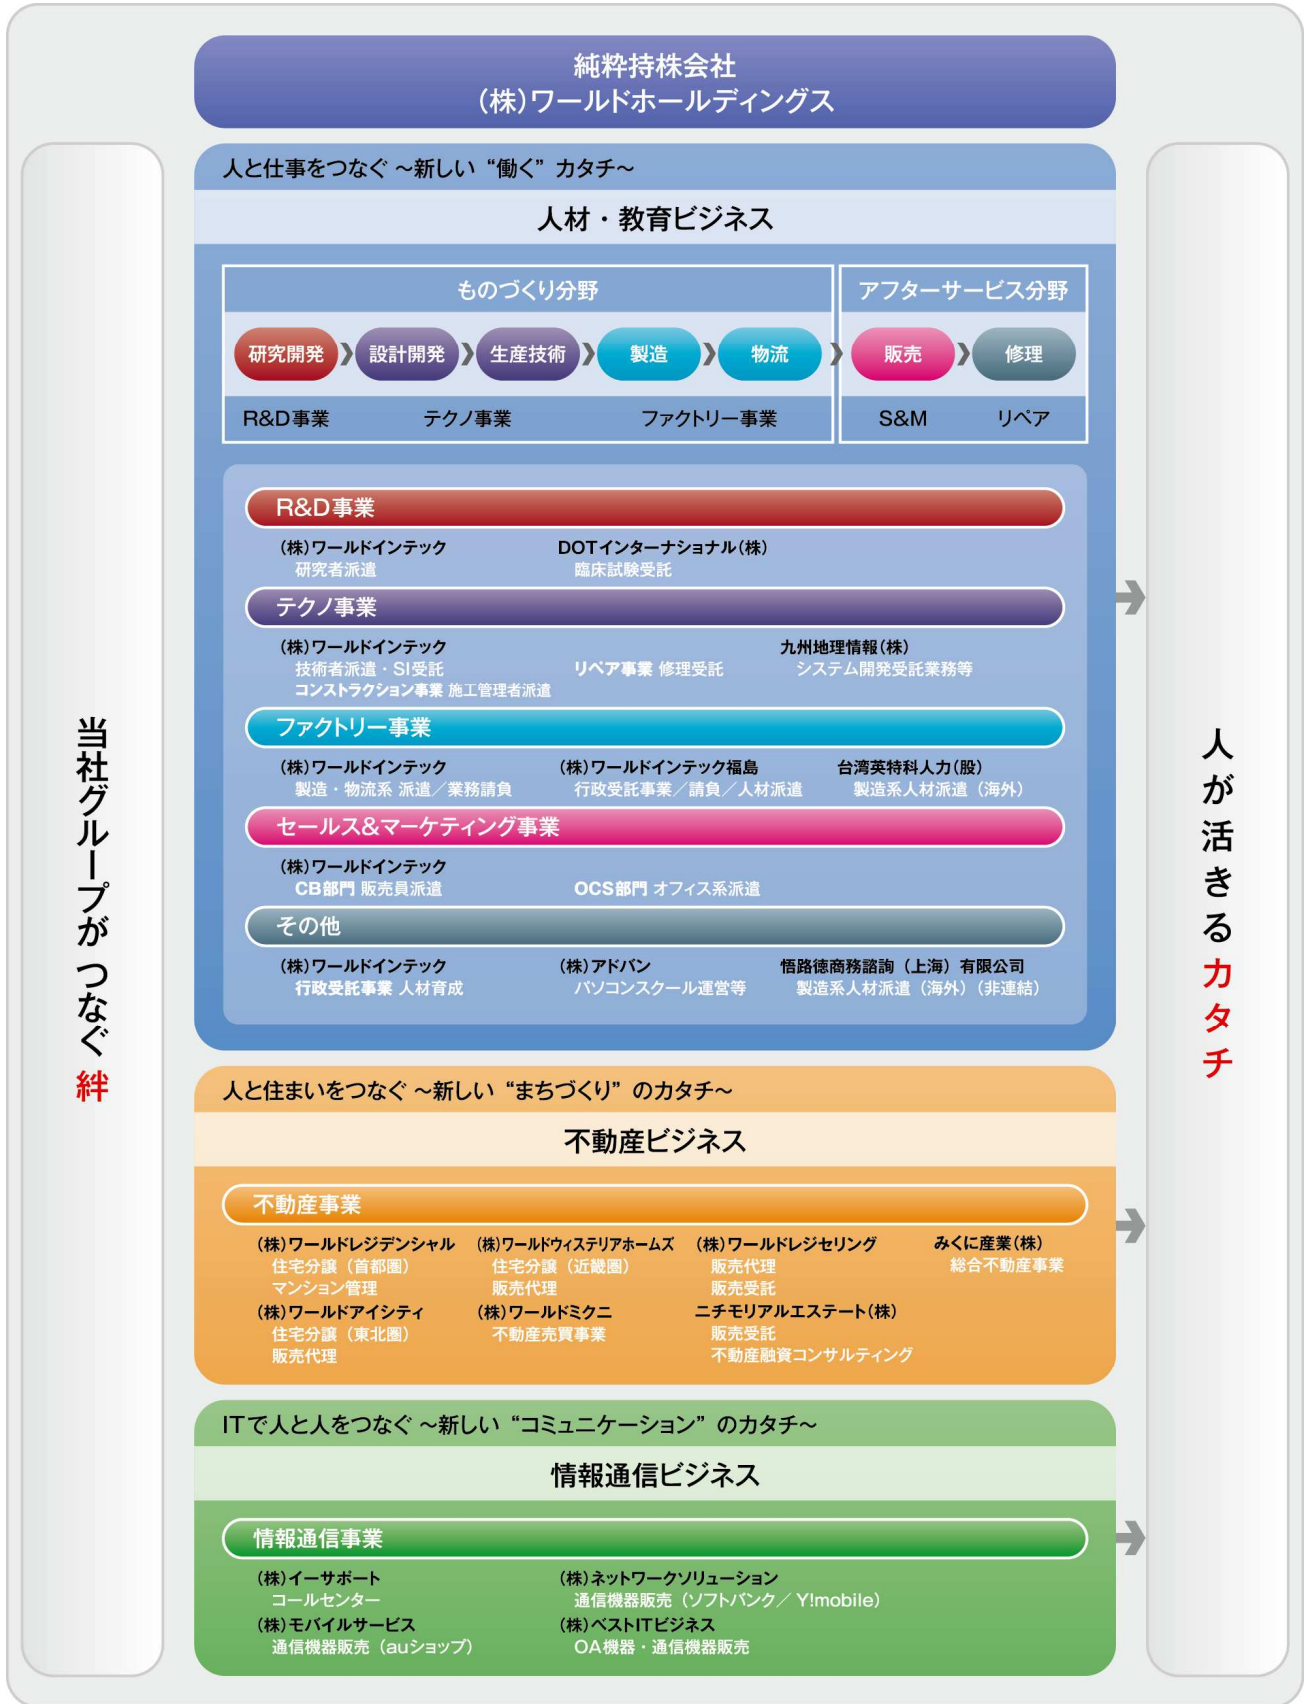 純粋持株会社
(株)ワールドホールディングス
当社グループがつなぐ絆
人と仕事をつなぐ ～新しい “働く” カタチ～
人材・教育ビジネス
ものづくり分野
アフターサービス分野
研究開発 設計開発 生産技術 製造 物流 販売 修理
R&D事業 テクノ事業 ファクトリー事業 S&M リペア
R&D事業
(株)ワールドインテック DOTインターナショナル(株)
研究者派遣 臨床試験受託
テクノ事業
(株)ワールドインテック 九州地理情報(株)
技術者派遣・SI受託 リペア事業 修理受託 システム開発受託業務等
コンストラクション事業 施工管理者派遣
ファクトリー事業
(株)ワールドインテック (株)ワールドインテック福島 台湾英特科人力(股)
製造・物流系 派遣／業務請負 行政受託事業／請負／人材派遣 製造系人材派遣（海外）
セールス&マーケティング事業
(株)ワールドインテック
CB部門 販売員派遣 OCS部門 オフィス系派遣
その他
(株)ワールドインテック (株)アドバン 悟路徳商務諮詢（上海）有限公司
行政受託事業 人材育成 パソコンスクール運営等 製造系人材派遣（海外）（非連結）
人と住まいをつなぐ ～新しい “まちづくり” のカタチ～
不動産ビジネス
不動産事業
(株)ワールドレジデンシャル (株)ワールドウィステリアホームズ (株)ワールドレジセリング みくに産業(株)
住宅分譲（首都圏） 住宅分譲（近畿圏） 販売代理 総合不動産事業
マンション管理 販売代理 販売受託
(株)ワールドアイシティ (株)ワールドミクニ ニチモリアルエステート(株)
住宅分譲（東北圏） 不動産売買事業 販売受託
販売代理 不動産融資コンサルティング
ITで人と人をつなぐ ～新しい “コミュニケーション” のカタチ～
情報通信ビジネス
情報通信事業
(株)イーサポート (株)ネットワークソリューション
コールセンター 通信機器販売（ソフトバンク／Y!mobile）
(株)モバイルサービス (株)ベストITビジネス
通信機器販売（auショップ） OA機器・通信機器販売
人が活きるカタチ